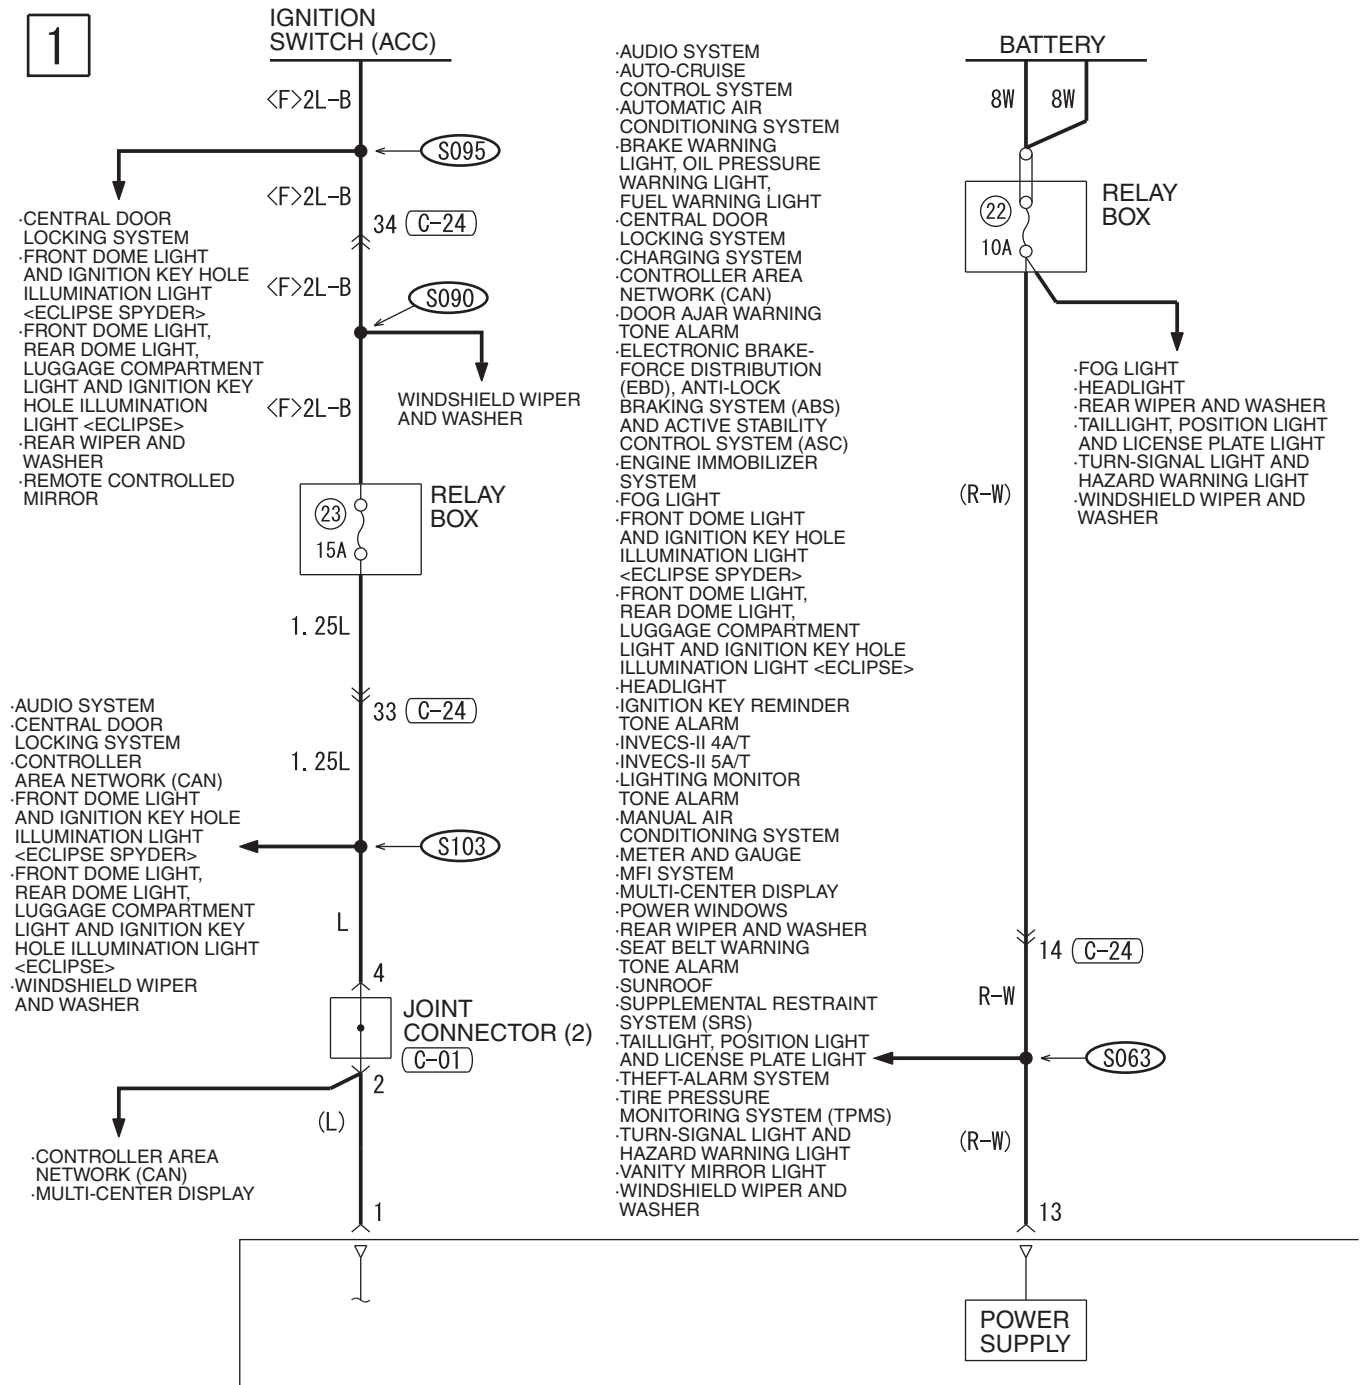 1
IGNITION
SWITCH (ACC)
<F>2L-B
S095
<F>2L-B
34 C-24
<F>2L-B
S090
·CENTRAL DOOR
LOCKING SYSTEM
·FRONT DOME LIGHT
AND IGNITION KEY HOLE
ILLUMINATION LIGHT
<ECLIPSE SPYDER>
·FRONT DOME LIGHT,
REAR DOME LIGHT,
LUGGAGE COMPARTMENT
LIGHT AND IGNITION KEY
HOLE ILLUMINATION
LIGHT <ECLIPSE>
·REAR WIPER AND
WASHER
·REMOTE CONTROLLED
MIRROR
WINDSHIELD WIPER
AND WASHER
<F>2L-B
RELAY
BOX
23
15A
1.25L
33 C-24
1.25L
·AUDIO SYSTEM
·CENTRAL DOOR
LOCKING SYSTEM
·CONTROLLER
AREA NETWORK (CAN)
·FRONT DOME LIGHT
AND IGNITION KEY HOLE
ILLUMINATION LIGHT
<ECLIPSE SPYDER>
·FRONT DOME LIGHT,
REAR DOME LIGHT,
LUGGAGE COMPARTMENT
LIGHT AND IGNITION KEY
HOLE ILLUMINATION LIGHT
<ECLIPSE>
·WINDSHIELD WIPER
AND WASHER
S103
L
4
JOINT
CONNECTOR (2)
C-01
2
(L)
·CONTROLLER AREA
NETWORK (CAN)
·MULTI-CENTER DISPLAY
1
·AUDIO SYSTEM
·AUTO-CRUISE
CONTROL SYSTEM
·AUTOMATIC AIR
CONDITIONING SYSTEM
·BRAKE WARNING
LIGHT, OIL PRESSURE
WARNING LIGHT,
FUEL WARNING LIGHT
·CENTRAL DOOR
LOCKING SYSTEM
·CHARGING SYSTEM
·CONTROLLER AREA
NETWORK (CAN)
·DOOR AJAR WARNING
TONE ALARM
·ELECTRONIC BRAKE-
FORCE DISTRIBUTION
(EBD), ANTI-LOCK
BRAKING SYSTEM (ABS)
AND ACTIVE STABILITY
CONTROL SYSTEM (ASC)
·ENGINE IMMOBILIZER
SYSTEM
·FOG LIGHT
·FRONT DOME LIGHT
AND IGNITION KEY HOLE
ILLUMINATION LIGHT
<ECLIPSE SPYDER>
·FRONT DOME LIGHT,
REAR DOME LIGHT,
LUGGAGE COMPARTMENT
LIGHT AND IGNITION KEY HOLE
ILLUMINATION LIGHT <ECLIPSE>
·HEADLIGHT
·IGNITION KEY REMINDER
TONE ALARM
·INVECS-II 4A/T
·INVECS-II 5A/T
·LIGHTING MONITOR
TONE ALARM
·MANUAL AIR
CONDITIONING SYSTEM
·METER AND GAUGE
·MFI SYSTEM
·MULTI-CENTER DISPLAY
·POWER WINDOWS
·REAR WIPER AND WASHER
·SEAT BELT WARNING
TONE ALARM
·SUNROOF
·SUPPLEMENTAL RESTRAINT
SYSTEM (SRS)
·TAILLIGHT, POSITION LIGHT
AND LICENSE PLATE LIGHT
·THEFT-ALARM SYSTEM
·TIRE PRESSURE
MONITORING SYSTEM (TPMS)
·TURN-SIGNAL LIGHT AND
HAZARD WARNING LIGHT
·VANITY MIRROR LIGHT
·WINDSHIELD WIPER AND
WASHER
BATTERY
8W 8W
RELAY
BOX
22
10A
·FOG LIGHT
·HEADLIGHT
·REAR WIPER AND WASHER
·TAILLIGHT, POSITION LIGHT
AND LICENSE PLATE LIGHT
·TURN-SIGNAL LIGHT AND
HAZARD WARNING LIGHT
·WINDSHIELD WIPER AND
WASHER
(R-W)
14 C-24
R-W
S063
(R-W)
13
POWER
SUPPLY